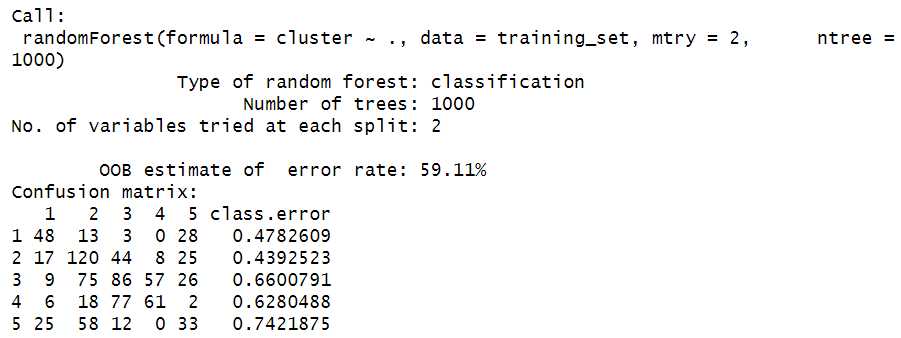 Call:
 randomForest(formula = cluster ~ ., data = training_set, mtry = 2,      ntree =
1000)
               Type of random forest: classification
                     Number of trees: 1000
No. of variables tried at each split: 2

        OOB estimate of  error rate: 59.11%
Confusion matrix:
   1   2  3  4  5 class.error
1 48  13  3  0 28   0.4782609
2 17 120 44  8 25   0.4392523
3  9  75 86 57 26   0.6600791
4  6  18 77 61  2   0.6280488
5 25  58 12  0 33   0.7421875